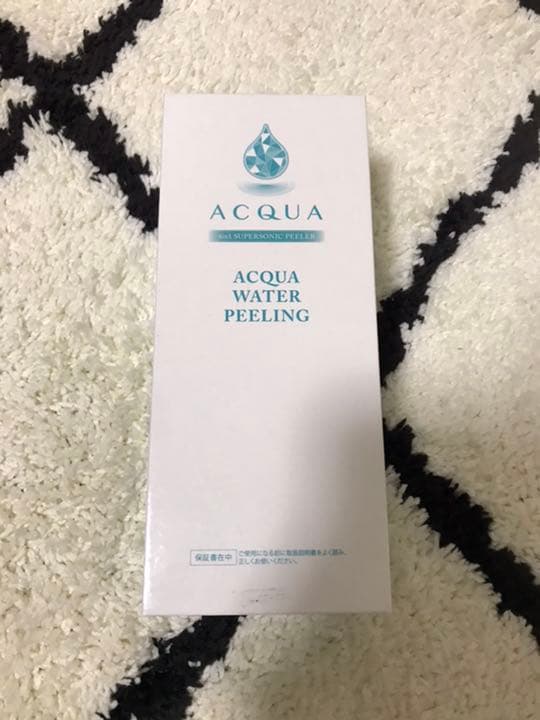 ACQUA
4in1 SUPERSONIC PEELER
ACQUA
WATER
PEELING
保証書在中
ご使用になる前に取扱説明書をよく読み、
正しくお使いください。